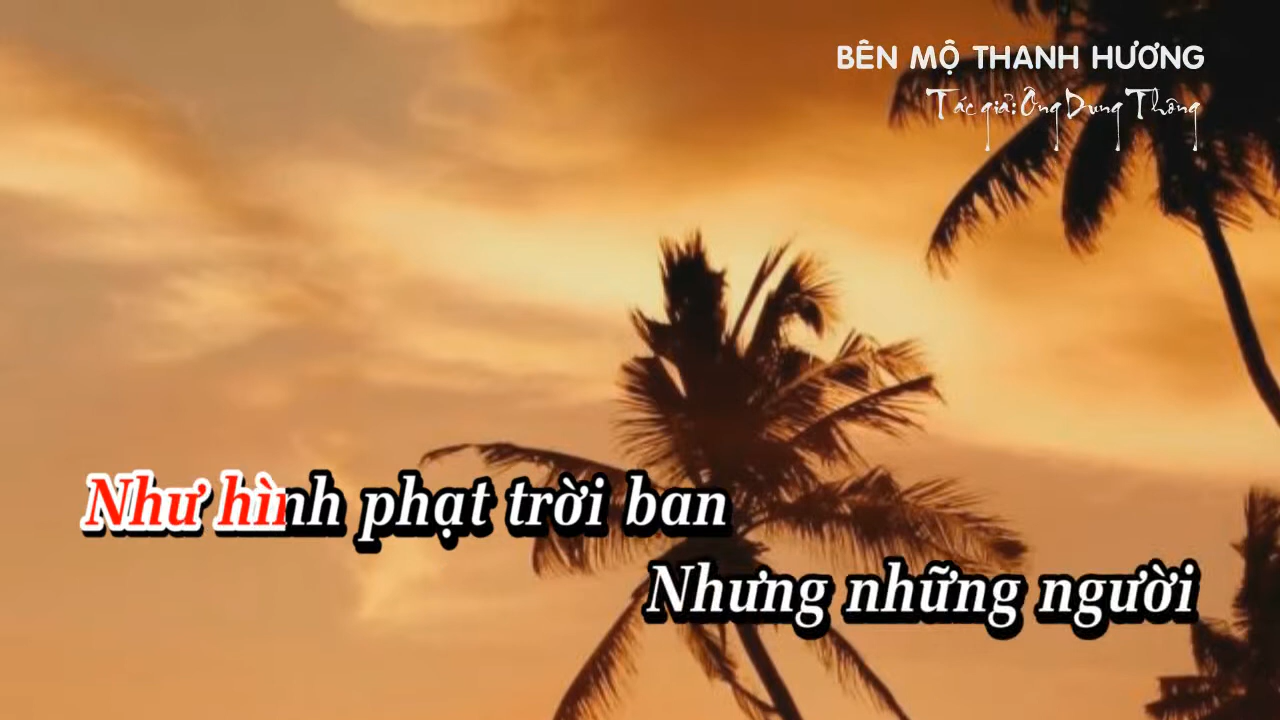 BÊN MỘ THANH HƯƠNG
Tác giả: Ông Dung Thông
Như hình phạt trời ban
Nhưng những người